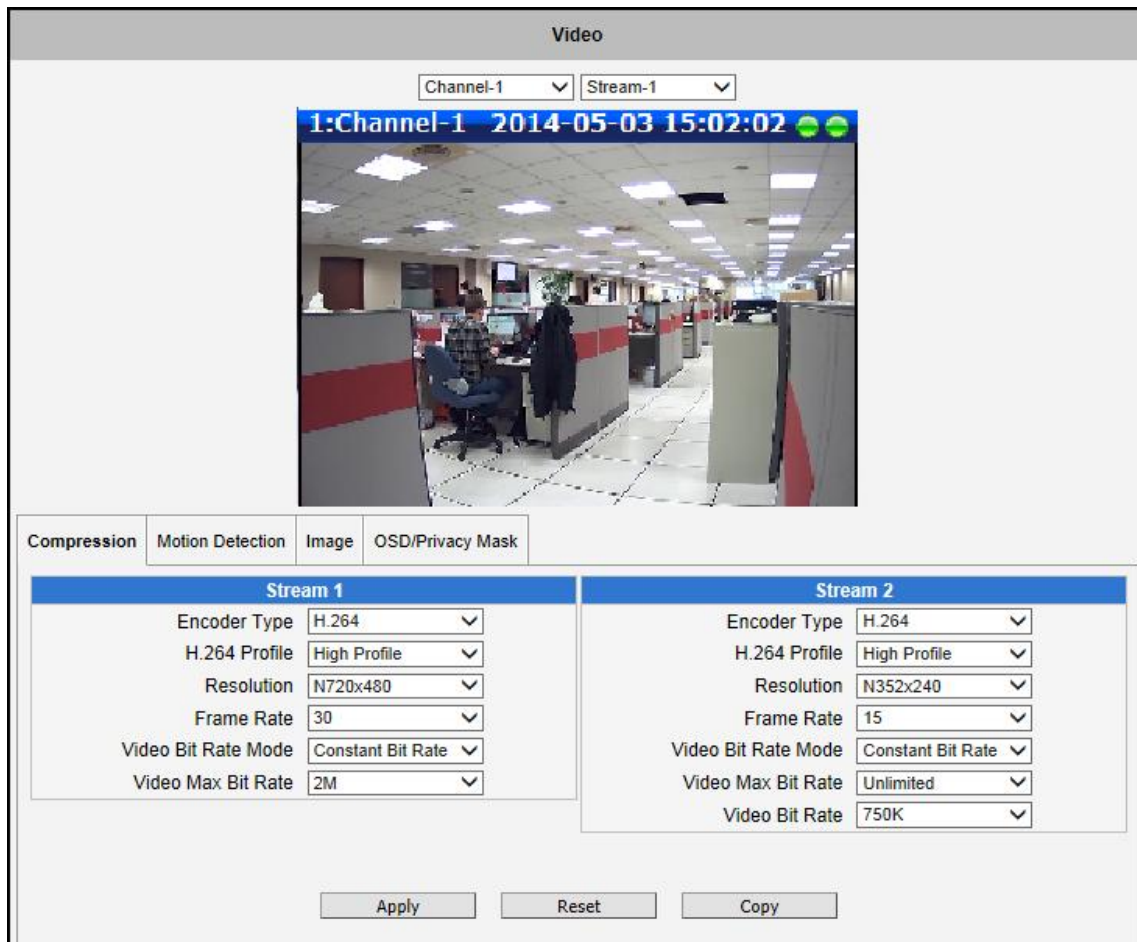 Video
Channel-1 Stream-1
1:Channel-1 2014-05-03 15:02:02
Compression Motion Detection Image OSD/Privacy Mask
Stream 1
Encoder Type H.264
H.264 Profile High Profile
Resolution N720x480
Frame Rate 30
Video Bit Rate Mode Constant Bit Rate
Video Max Bit Rate 2M
Stream 2
Encoder Type H.264
H.264 Profile High Profile
Resolution N352x240
Frame Rate 15
Video Bit Rate Mode Constant Bit Rate
Video Max Bit Rate Unlimited
Video Bit Rate 750K
Apply Reset Copy